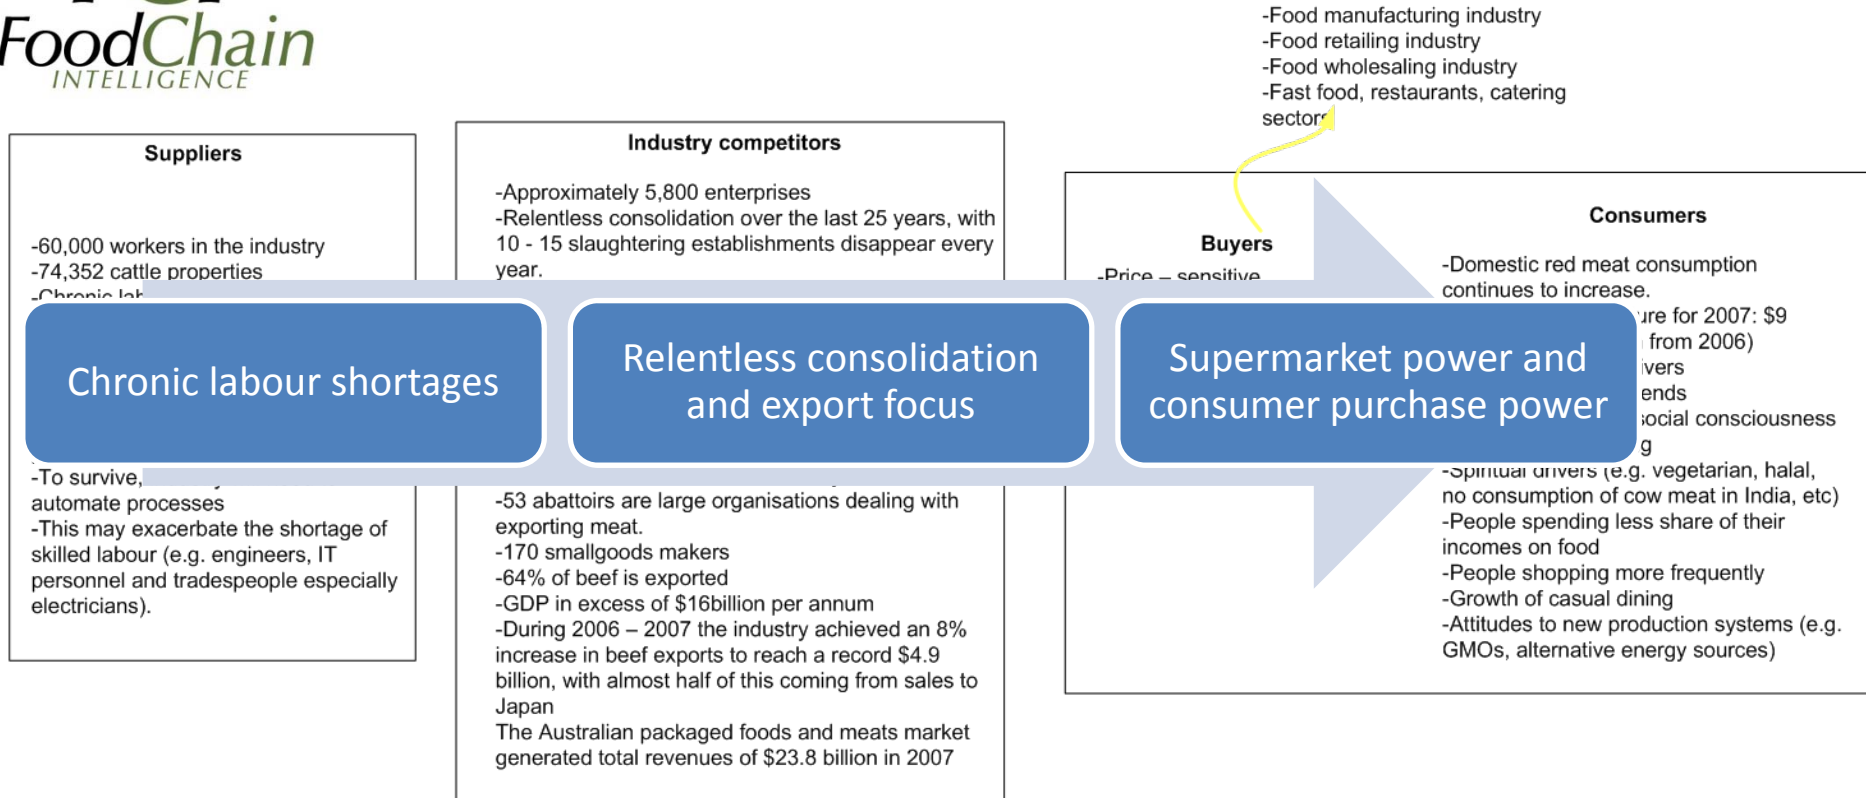 FoodChain
INTELLIGENCE
-Food manufacturing industry
-Food retailing industry
-Food wholesaling industry
-Fast food, restaurants, catering
sectors
Suppliers
-60,000 workers in the industry
-74,352 cattle properties
-Chronic
-To survive,
automate processes
-This may exacerbate the shortage of
skilled labour (e.g. engineers, IT
personnel and tradespeople especially
electricians).
Industry competitors
-Approximately 5,800 enterprises
-Relentless consolidation over the last 25 years, with
10 - 15 slaughtering establishments disappear every
year.
-53 abattoirs are large organisations dealing with
exporting meat.
-170 smallgoods makers
-64% of beef is exported
-GDP in excess of $16billion per annum
-During 2006 – 2007 the industry achieved an 8%
increase in beef exports to reach a record $4.9
billion, with almost half of this coming from sales to
Japan
The Australian packaged foods and meats market
generated total revenues of $23.8 billion in 2007
Buyers
-Price – sensitive
Consumers
-Domestic red meat consumption
continues to increase.
for 2007: $9
from 2006)
social consciousness
-Spiritual drivers (e.g. vegetarian, halal,
no consumption of cow meat in India, etc)
-People spending less share of their
incomes on food
-People shopping more frequently
-Growth of casual dining
-Attitudes to new production systems (e.g.
GMOs, alternative energy sources)
Chronic labour shortages
Relentless consolidation
and export focus
Supermarket power and
consumer purchase power